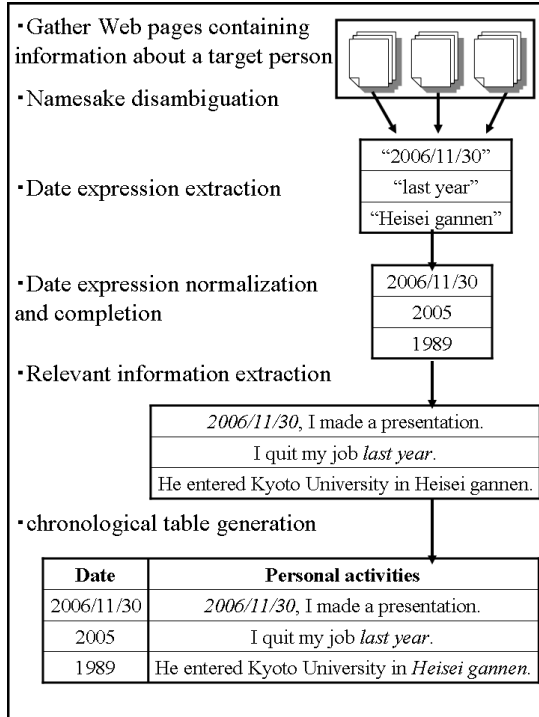 ・Gather Web pages containing
information about a target person
・Namesake disambiguation
・Date expression extraction
“2006/11/30”
“last year”
“Heisei gannen”
・Date expression normalization
and completion
2006/11/30
2005
1989
・Relevant information extraction
2006/11/30, I made a presentation.
I quit my job last year.
He entered Kyoto University in Heisei gannen.
・chronological table generation
Date Personal activities
2006/11/30 2006/11/30, I made a presentation.
2005 I quit my job last year.
1989 He entered Kyoto University in Heisei gannen.